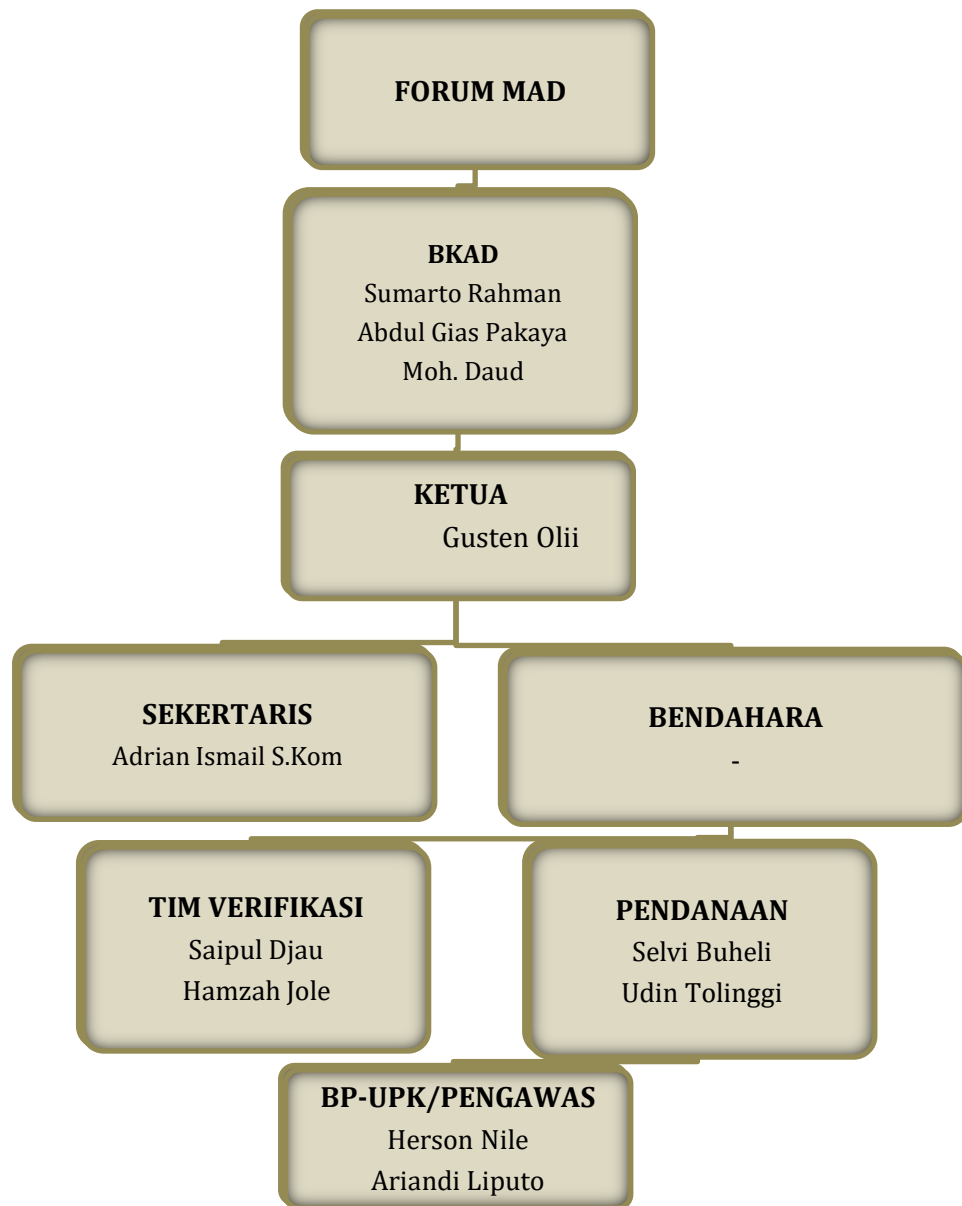 FORUM MAD
BKAD
Sumarto Rahman
Abdul Gias Pakaya
Moh. Daud
KETUA
Gusten Olii
SEKERTARIS
Adrian Ismail S.Kom
BENDAHARA
-
TIM VERIFIKASI
Saipul Djau
Hamzah Jole
PENDANAAN
Selvi Buheli
Udin Tolinggi
BP-UPK/PENGAWAS
Herson Nile
Ariandi Liputo